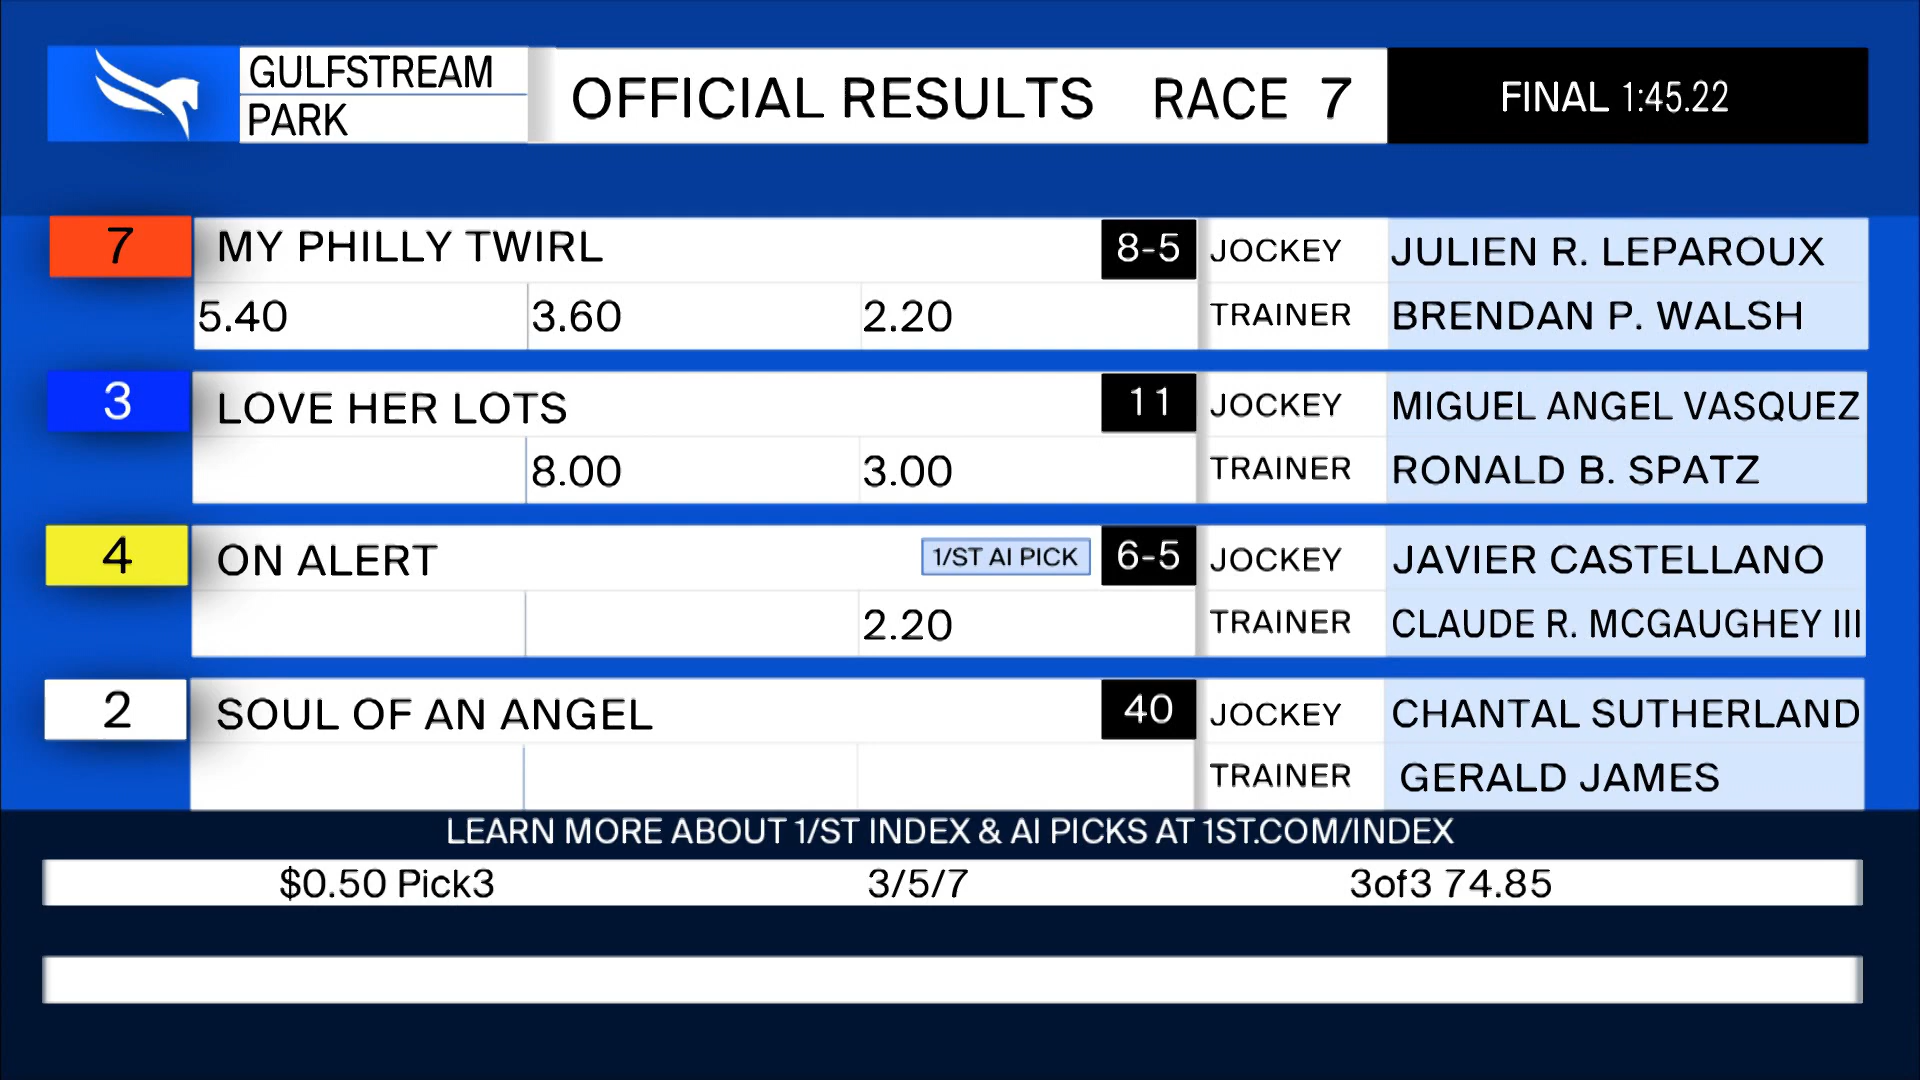 GULFSTREAM
PARK
OFFICIAL RESULTS RACE 7
FINAL 1:45.22
7 MY PHILLY TWIRL 8-5 JOCKEY JULIEN R. LEPAROUX
5.40 3.60 2.20 TRAINER BRENDAN P. WALSH
3 LOVE HER LOTS 11 JOCKEY MIGUEL ANGEL VASQUEZ
8.00 3.00 TRAINER RONALD B. SPATZ
4 ON ALERT 1/ST AI PICK 6-5 JOCKEY JAVIER CASTELLANO
2.20 TRAINER CLAUDE R. MCGAUGHEY III
2 SOUL OF AN ANGEL 40 JOCKEY CHANTAL SUTHERLAND
TRAINER GERALD JAMES
LEARN MORE ABOUT 1/ST INDEX & AI PICKS AT 1ST.COM/INDEX
$0.50 Pick3 3/5/7 3of3 74.85